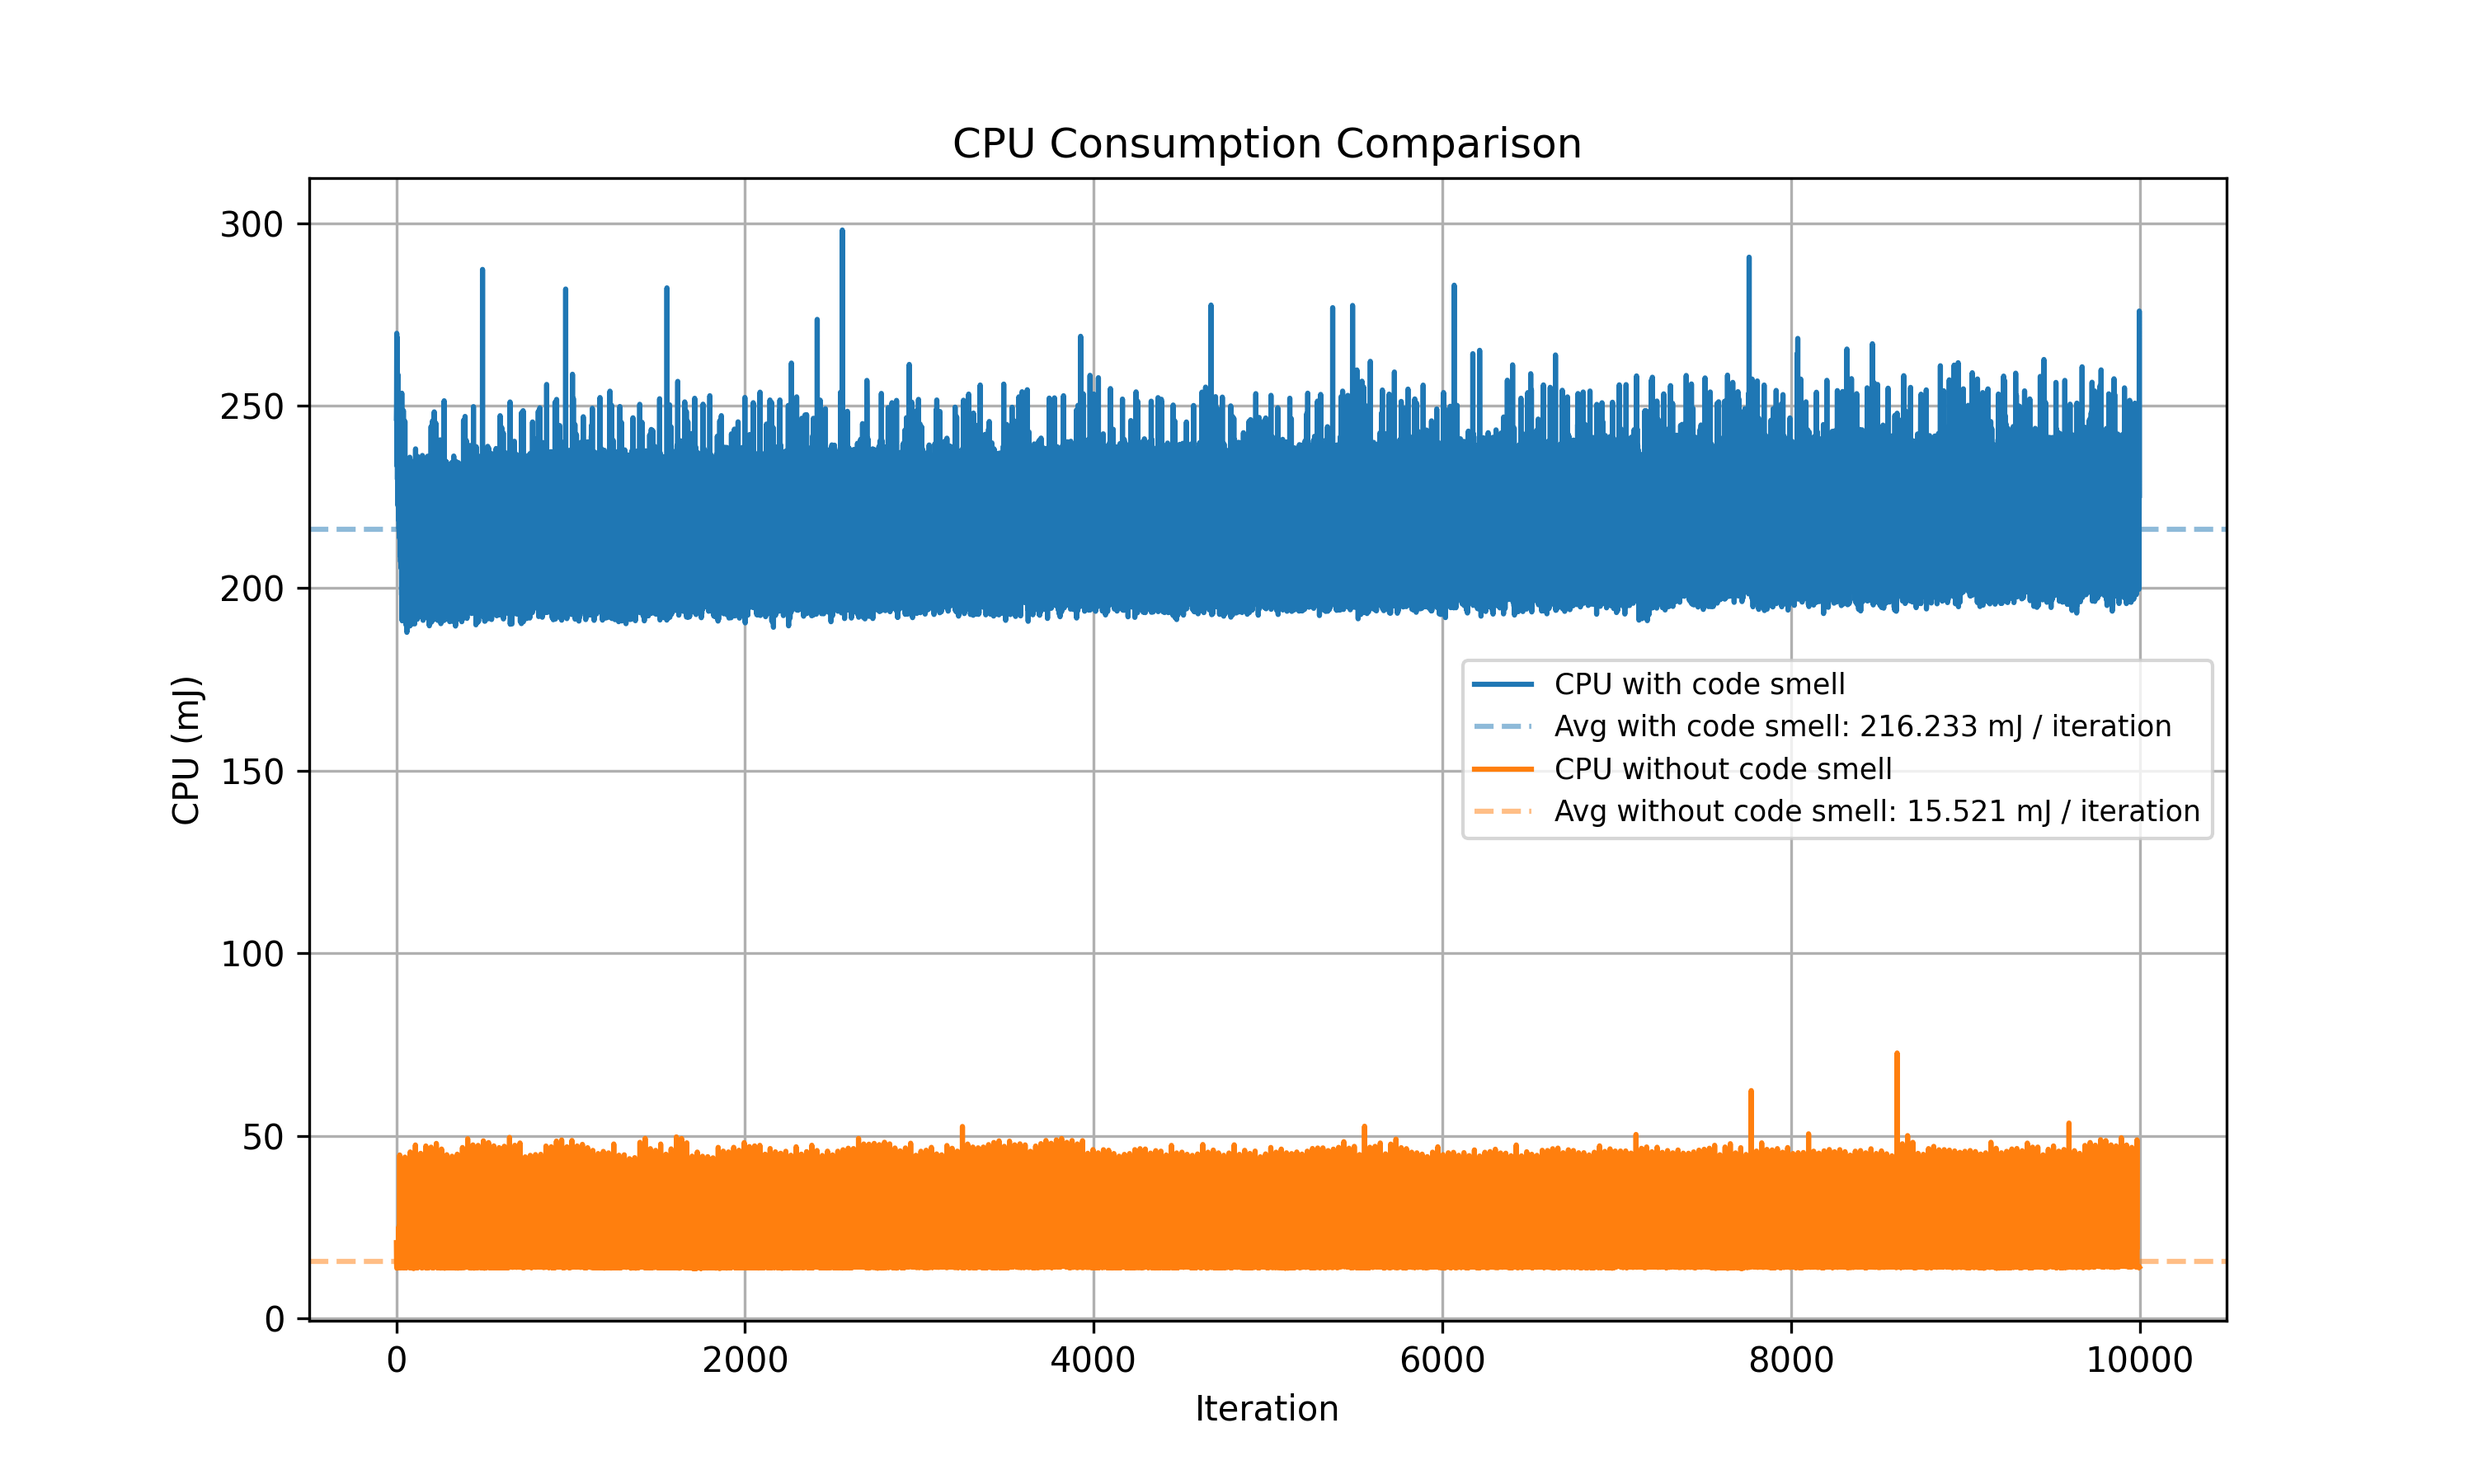 CPU Consumption Comparison
300
250
200
150
100
50
0
CPU (mJ)
CPU with code smell
Avg with code smell: 216.233 mJ / iteration
CPU without code smell
Avg without code smell: 15.521 mJ / iteration
0 2000 4000 6000 8000 10000
Iteration